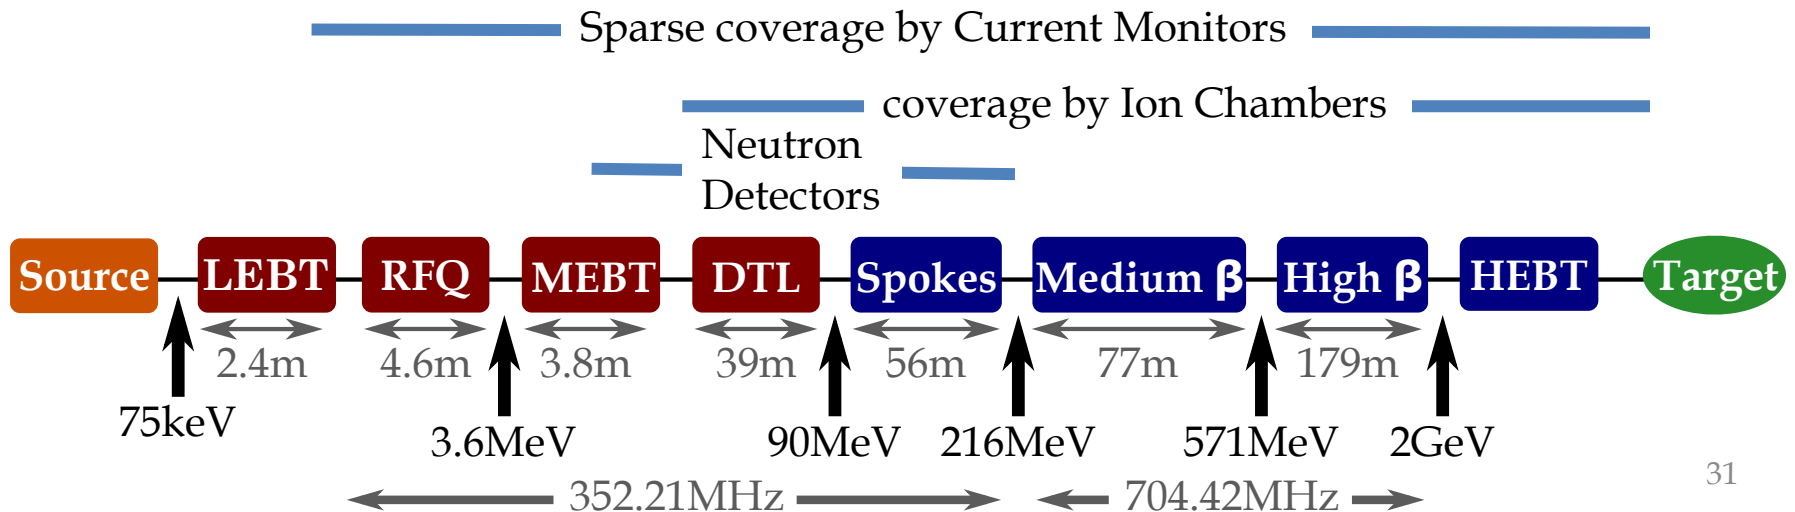 Sparse coverage by Current Monitors
coverage by Ion Chambers
Neutron
Detectors
Source LEBT RFQ MEBT DTL Spokes Medium β High β HEBT Target
2.4m 4.6m 3.8m 39m 56m 77m 179m
75keV
3.6MeV 90MeV 216MeV 571MeV 2GeV
352.21MHz 704.42MHz
31